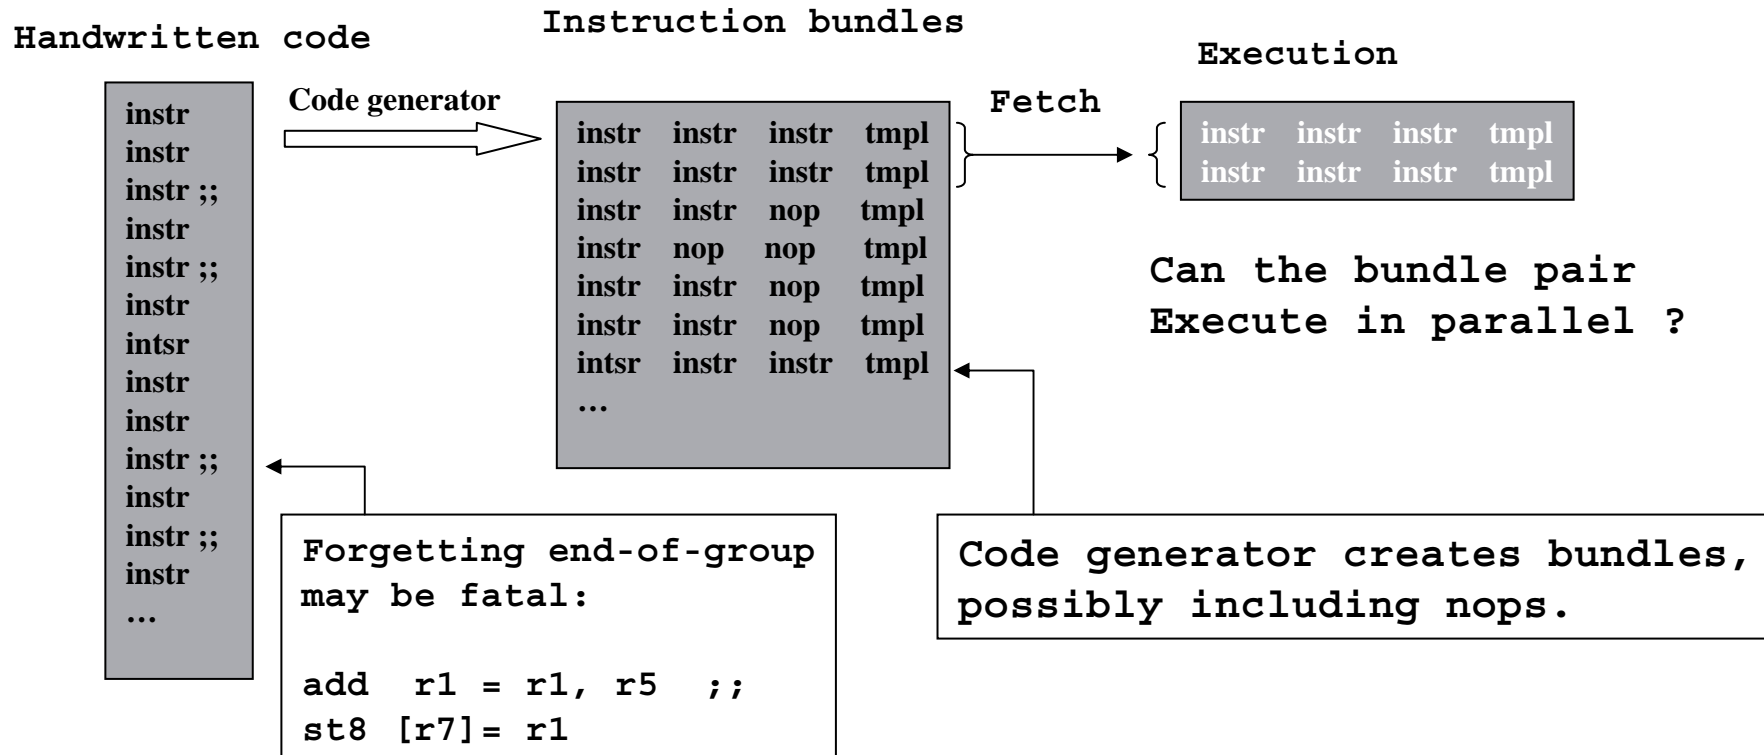 Handwritten code
instr
instr
instr ;;
instr
instr ;;
instr
intsr
instr
instr
instr ;;
instr
instr ;;
instr
…
Code generator
Instruction bundles
instr instr instr tmpl
instr instr instr tmpl
instr instr nop tmpl
instr nop nop tmpl
instr instr nop tmpl
instr instr nop tmpl
intsr instr instr tmpl
…
Fetch
Execution
instr instr instr tmpl
instr instr instr tmpl
Can the bundle pair
Execute in parallel ?
Forgetting end-of-group
may be fatal:
add r1 = r1, r5 ;;
st8 [r7]= r1
Code generator creates bundles,
possibly including nops.